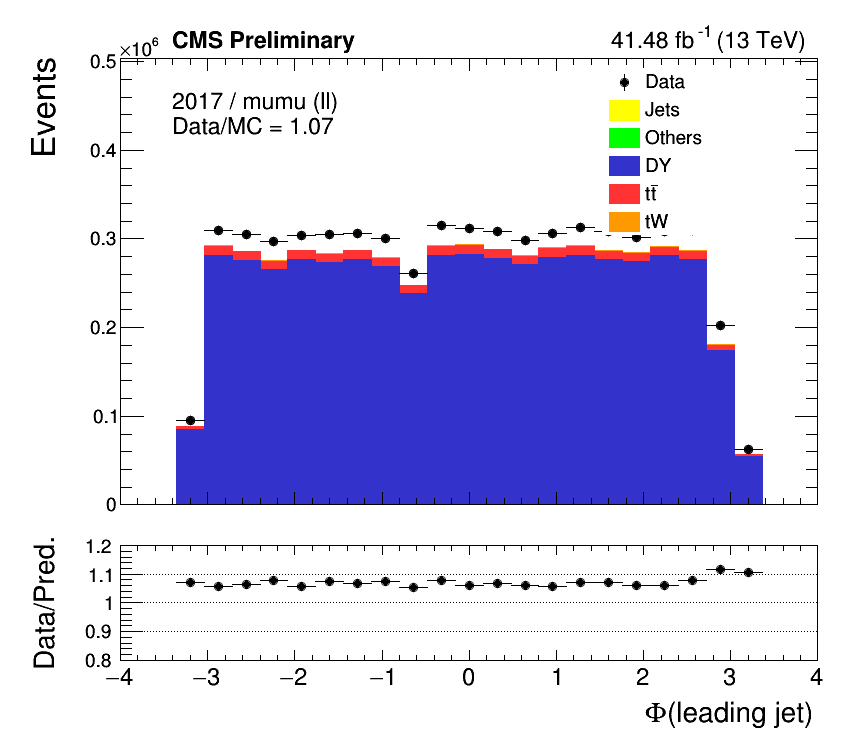 ×10⁶ CMS Preliminary 41.48 fb⁻¹ (13 TeV)
Events
0.5
0.4
0.3
0.2
0.1
0
2017 / mumu (ll)
Data/MC = 1.07
Data
Jets
Others
DY
tt̄
tW
Data/Pred.
1.2
1.1
1
0.9
0.8
−4 −3 −2 −1 0 1 2 3 4
Φ(leading jet)